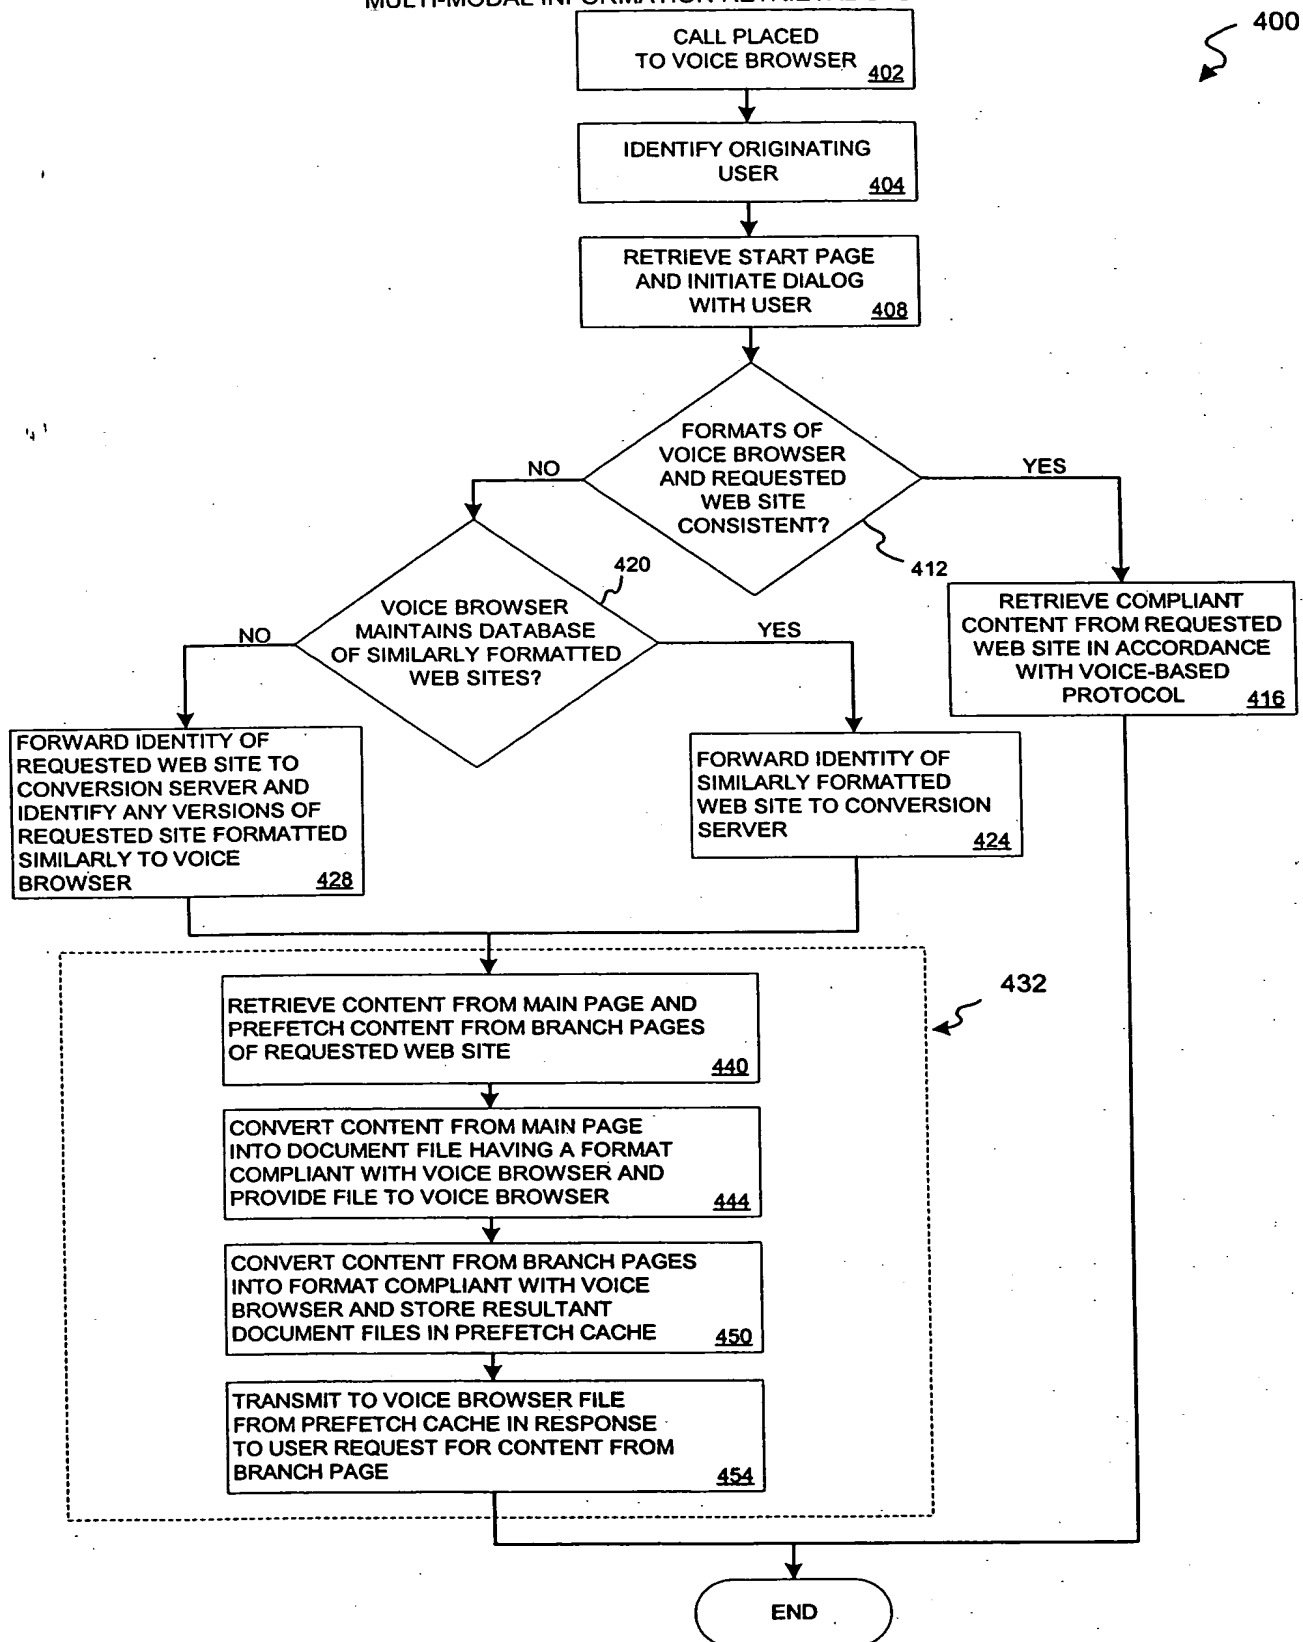 MULTI-MODAL INFORMATION RETRIEVAL
400
CALL PLACED
TO VOICE BROWSER
402
IDENTIFY ORIGINATING
USER
404
RETRIEVE START PAGE
AND INITIATE DIALOG
WITH USER
408
FORMATS OF
VOICE BROWSER
AND REQUESTED
WEB SITE
CONSISTENT?
NO
YES
412
420
VOICE BROWSER
MAINTAINS DATABASE
OF SIMILARLY FORMATTED
WEB SITES?
NO
YES
RETRIEVE COMPLIANT
CONTENT FROM REQUESTED
WEB SITE IN ACCORDANCE
WITH VOICE-BASED
PROTOCOL
416
FORWARD IDENTITY OF
REQUESTED WEB SITE TO
CONVERSION SERVER AND
IDENTIFY ANY VERSIONS OF
REQUESTED SITE FORMATTED
SIMILARLY TO VOICE
BROWSER
428
FORWARD IDENTITY OF
SIMILARLY FORMATTED
WEB SITE TO CONVERSION
SERVER
424
432
RETRIEVE CONTENT FROM MAIN PAGE AND
PREFETCH CONTENT FROM BRANCH PAGES
OF REQUESTED WEB SITE
440
CONVERT CONTENT FROM MAIN PAGE
INTO DOCUMENT FILE HAVING A FORMAT
COMPLIANT WITH VOICE BROWSER AND
PROVIDE FILE TO VOICE BROWSER
444
CONVERT CONTENT FROM BRANCH PAGES
INTO FORMAT COMPLIANT WITH VOICE
BROWSER AND STORE RESULTANT
DOCUMENT FILES IN PREFETCH CACHE
450
TRANSMIT TO VOICE BROWSER FILE
FROM PREFETCH CACHE IN RESPONSE
TO USER REQUEST FOR CONTENT FROM
BRANCH PAGE
454
END